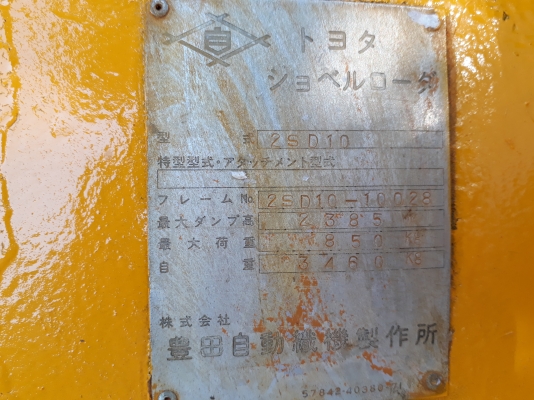 自 トヨタ
ショベルローダ
型式 2SD10
特型型式・アタッチメント型式
フレームNo. 2SD10-10028
最大ダンプ高 2385
最大荷重 850 KG
自重 3460 KG
株式会社
豊田自動織機製作所